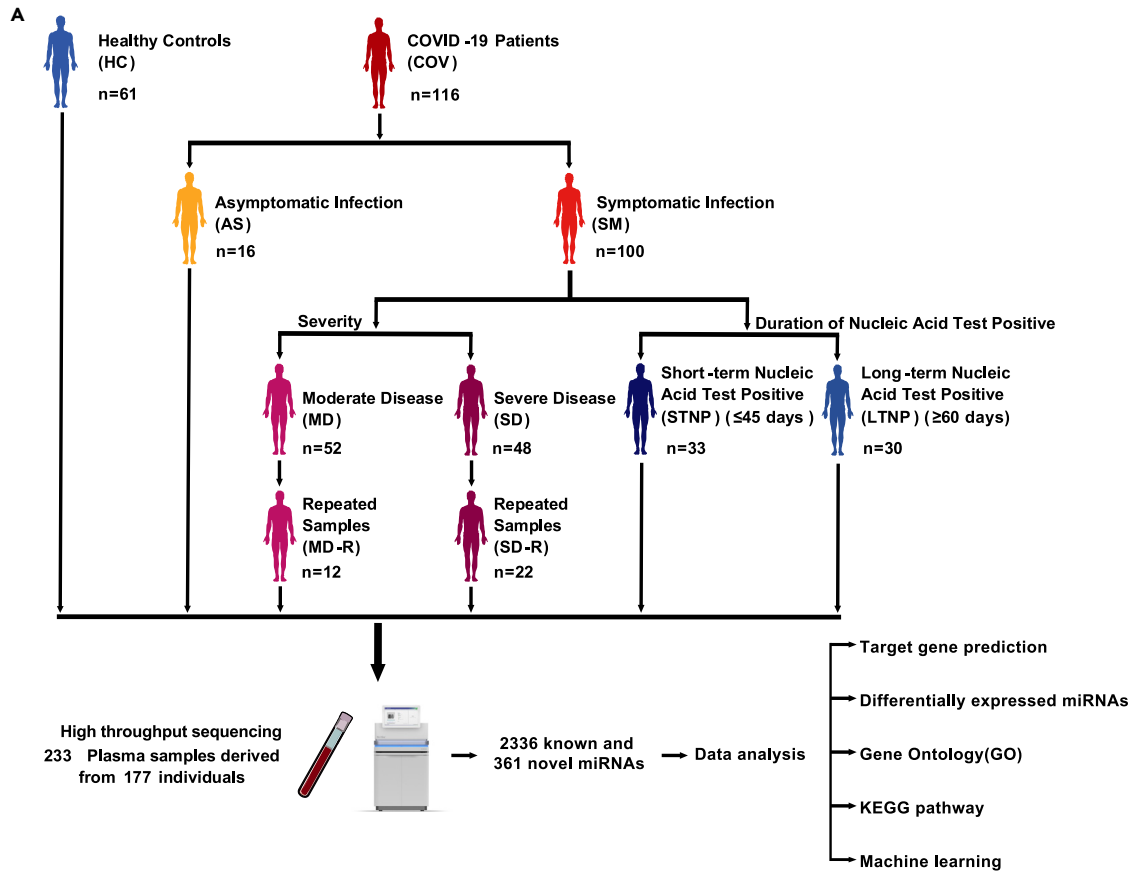 A
Healthy Controls
(HC)
n=61
COVID -19 Patients
(COV)
n=116
Asymptomatic Infection
(AS)
n=16
Symptomatic Infection
(SM)
n=100
Severity
Duration of Nucleic Acid Test Positive
Moderate Disease
(MD)
n=52
Severe Disease
(SD)
n=48
Short-term Nucleic
Acid Test Positive
(STNP) (≤45 days )
n=33
Long-term Nucleic
Acid Test Positive
(LTNP) (≥60 days)
n=30
Repeated
Samples
(MD-R)
n=12
Repeated
Samples
(SD-R)
n=22
High throughput sequencing
233 Plasma samples derived
from 177 individuals
2336 known and
361 novel miRNAs
Data analysis
Target gene prediction
Differentially expressed miRNAs
Gene Ontology(GO)
KEGG pathway
Machine learning